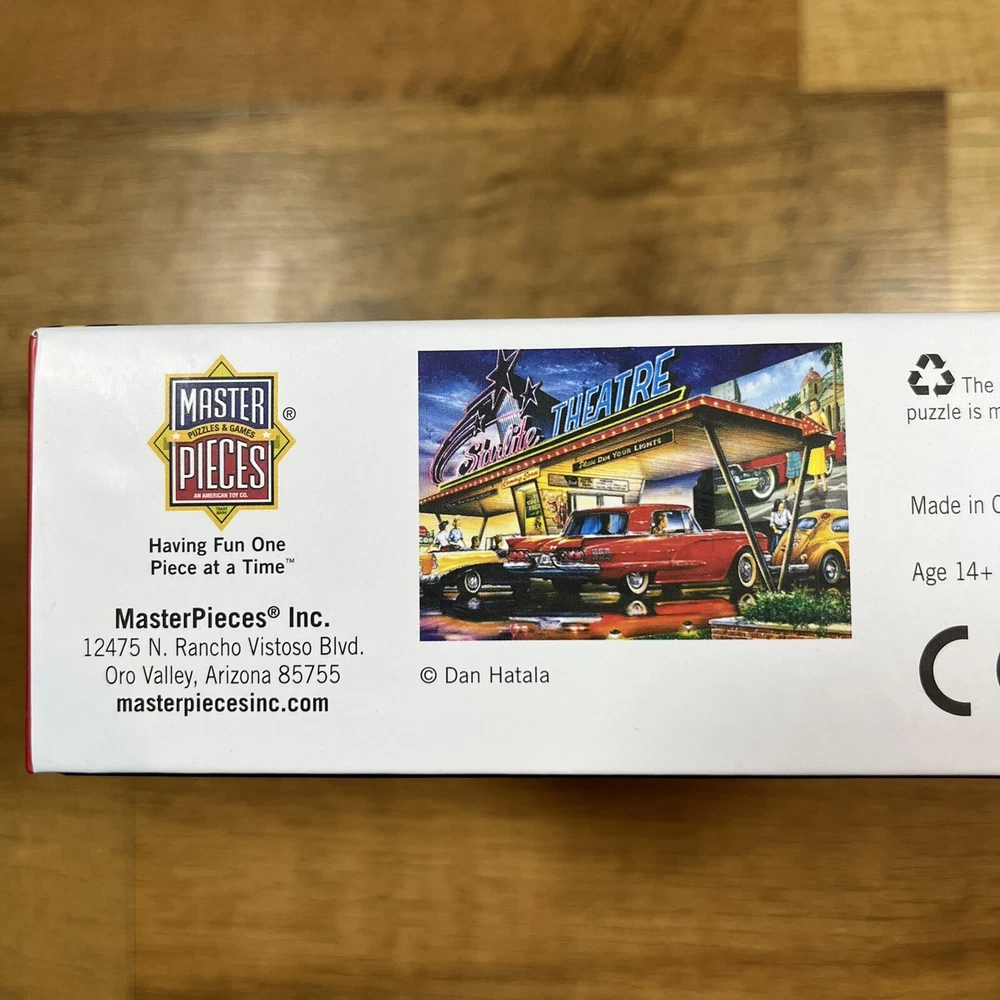 MASTER
PUZZLES & GAMES
PIECES
AN AMERICAN TOY CO.
®
Having Fun One
Piece at a Time™
MasterPieces® Inc.
12475 N. Rancho Vistoso Blvd.
Oro Valley, Arizona 85755
masterpiecesinc.com
Starlite
THEATRE
Coming Soon
PLEASE DIM YOUR LIGHTS
© Dan Hatala
The
puzzle is m
Made in C
Age 14+
C